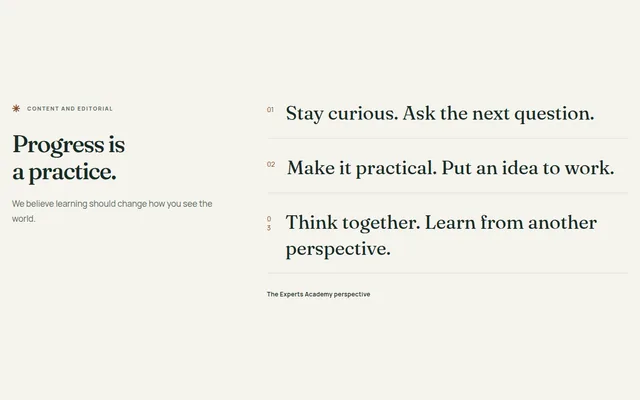 CONTENT AND EDITORIAL
Progress is
a practice.
We believe learning should change how you see the
world.
01 Stay curious. Ask the next question.
02 Make it practical. Put an idea to work.
03 Think together. Learn from another
perspective.
The Experts Academy perspective